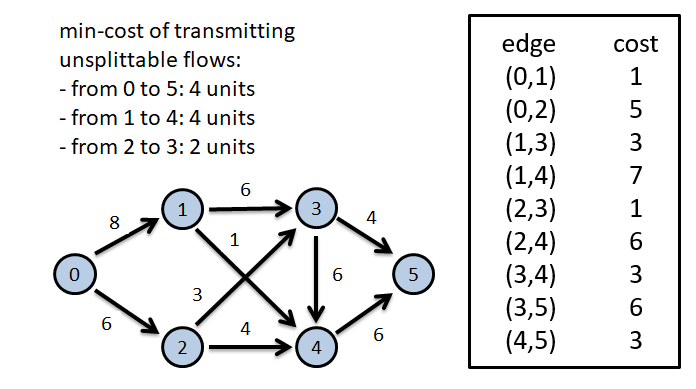 min-cost of transmitting
unsplittable flows:
- from 0 to 5: 4 units
- from 1 to 4: 4 units
- from 2 to 3: 2 units
edge cost
(0,1) 1
(0,2) 5
(1,3) 3
(1,4) 7
(2,3) 1
(2,4) 6
(3,4) 3
(3,5) 6
(4,5) 3
6
1 3
8 4
1
0 6 5
3
6 4 6
2 4